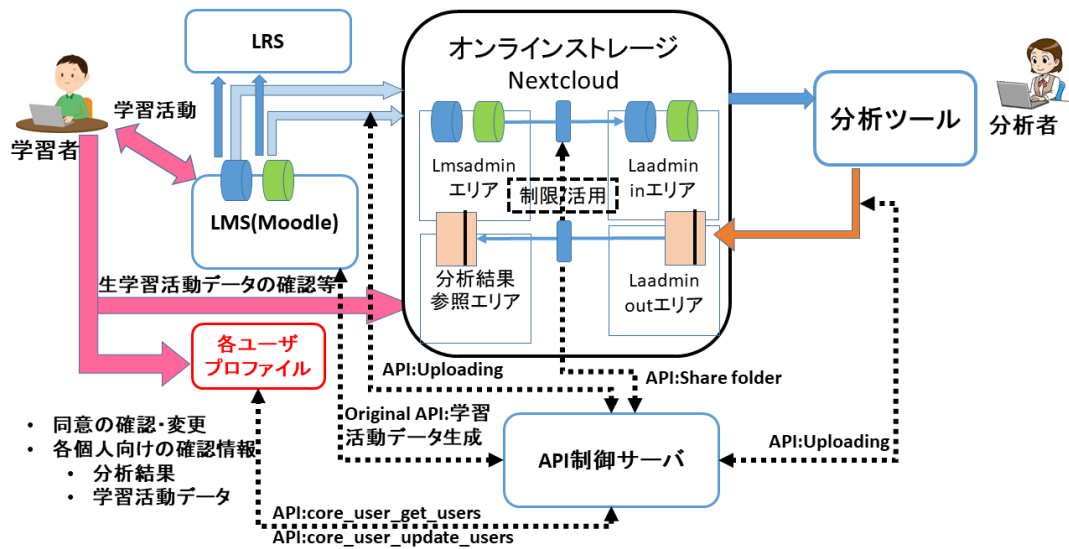 LRS
オンラインストレージ
Nextcloud
学習活動
学習者
分析ツール
分析者
Lmsadmin
エリア
Laadmin
inエリア
制限/活用
LMS(Moodle)
分析結果
参照エリア
Laadmin
outエリア
生学習活動データの確認等
各ユーザ
プロファイル
API:Uploading
API:Share folder
Original API:学習
活動データ生成
API:Uploading
API制御サーバ
• 同意の確認・変更
• 各個人向けの確認情報
• 分析結果
• 学習活動データ
API:core_user_get_users
API:core_user_update_users